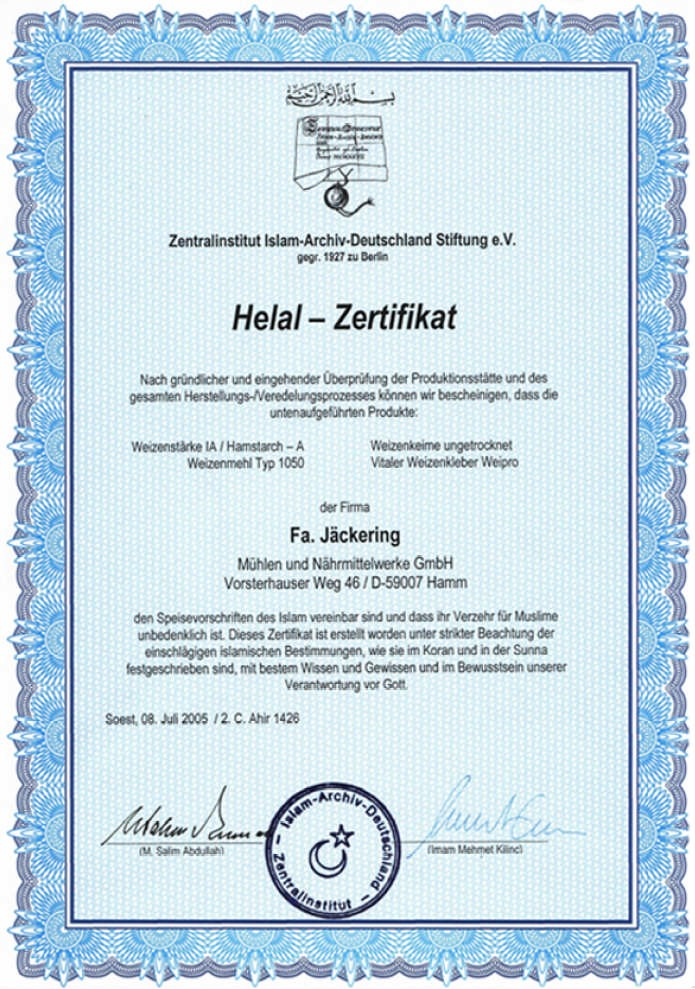 بسم الله الرحمن الرحيم
Zentralinstitut Islam-Archiv-Deutschland Stiftung e.V.
gegr. 1927 zu Berlin
Helal – Zertifikat
Nach gründlicher und eingehender Überprüfung der Produktionsstätte und des
gesamten Herstellungs-/Veredelungsprozesses können wir bescheinigen, dass die
untenaufgeführten Produkte:
Weizenstärke IA / Hamstarch – A Weizenkeime ungetrocknet
Weizenmehl Typ 1050 Vitaler Weizenkleber Weipro
der Firma
Fa. Jäckering
Mühlen und Nährmittelwerke GmbH
Vorsterhauser Weg 46 / D-59007 Hamm
den Speisevorschriften des Islam vereinbar sind und dass ihr Verzehr für Muslime
unbedenklich ist. Dieses Zertifikat ist erstellt worden unter strikter Beachtung der
einschlägigen islamischen Bestimmungen, wie sie im Koran und in der Sunna
festgeschrieben sind, mit bestem Wissen und Gewissen und im Bewusstsein unserer
Verantwortung vor Gott.
Soest, 08. Juli 2005 / 2. C. Ahir 1426
(M. Salim Abdullah) (Imam Mehmet Kilinc)
Islam-Archiv-Deutschland
– Zentralinstitut –